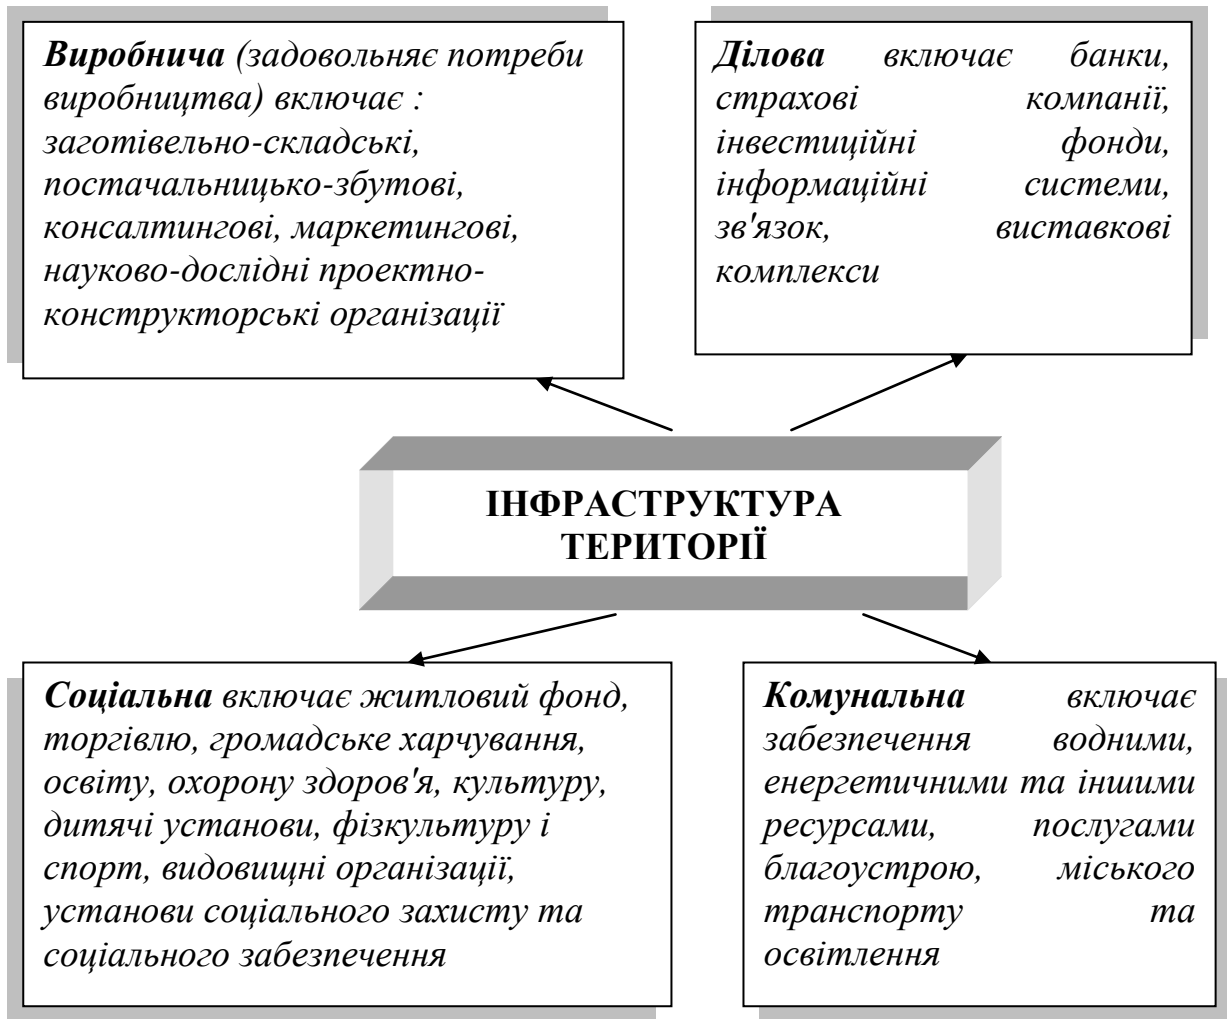 Виробнича (задовольняє потреби
виробництва) включає :
заготівельно-складські,
постачальницько-збутові,
консалтингові, маркетингові,
науково-дослідні проектно-
конструкторські організації
Ділова включає банки,
страхові компанії,
інвестиційні фонди,
інформаційні системи,
зв'язок, виставкові
комплекси
ІНФРАСТРУКТУРА
ТЕРИТОРІЇ
Соціальна включає житловий фонд,
торгівлю, громадське харчування,
освіту, охорону здоров'я, культуру,
дитячі установи, фізкультуру і
спорт, видовищні організації,
установи соціального захисту та
соціального забезпечення
Комунальна включає
забезпечення водними,
енергетичними та іншими
ресурсами, послугами
благоустрою, міського
транспорту та
освітлення